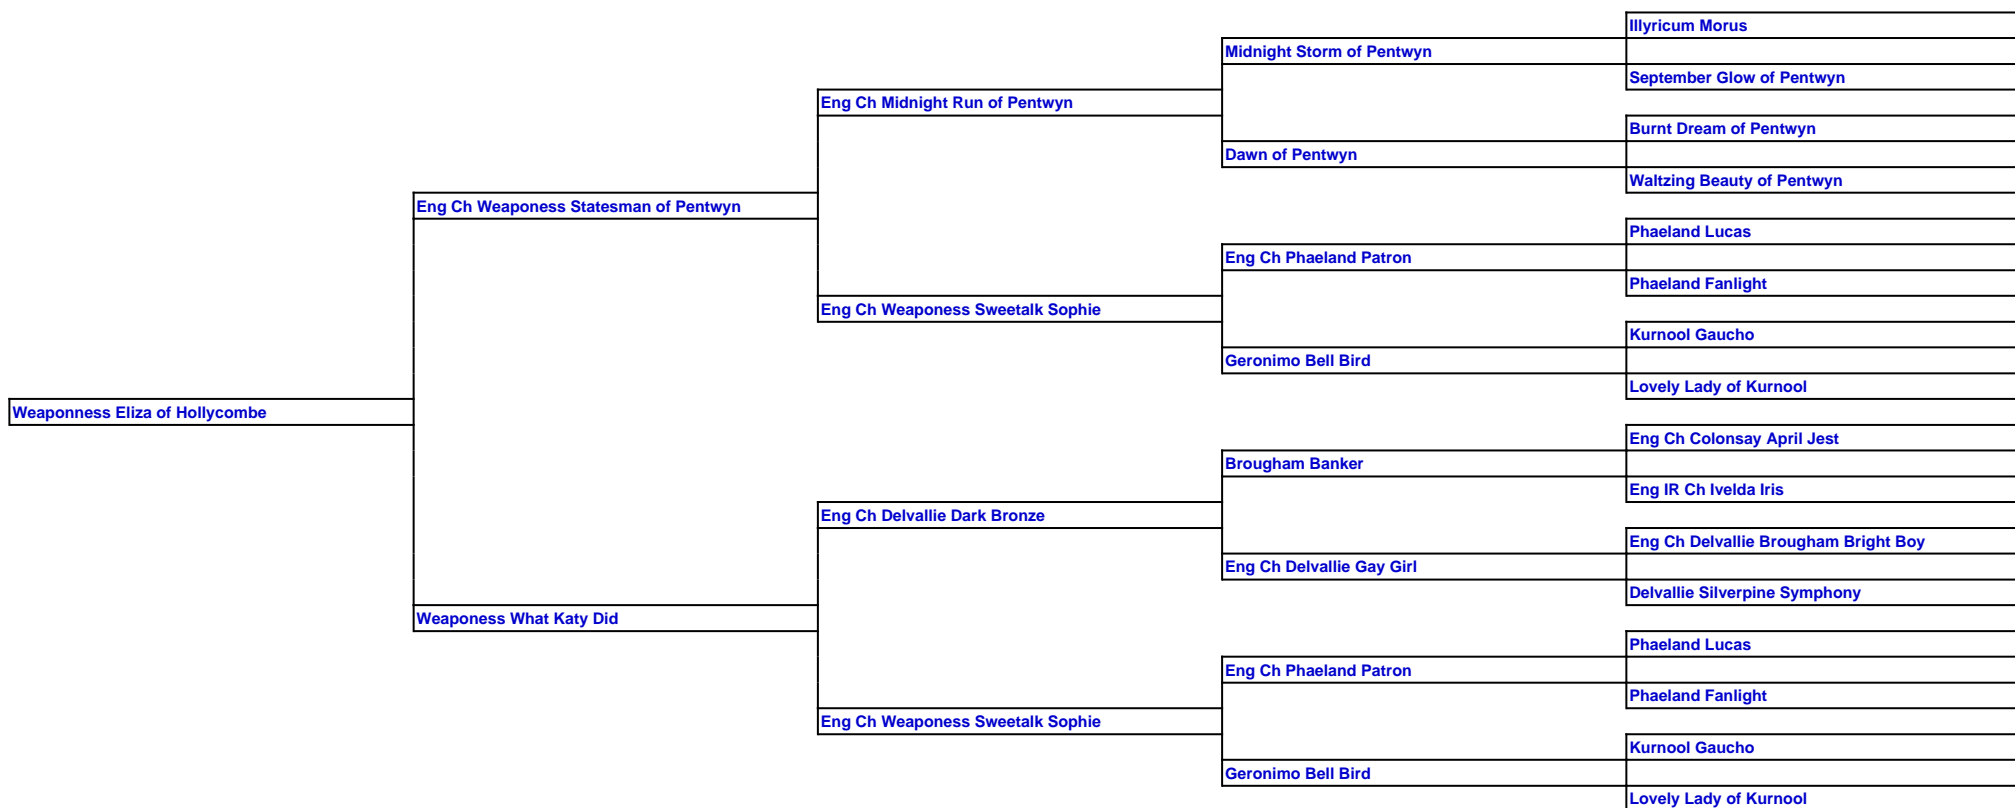 Illyricum Morus
Midnight Storm of Pentwyn
September Glow of Pentwyn
Eng Ch Midnight Run of Pentwyn
Burnt Dream of Pentwyn
Dawn of Pentwyn
Waltzing Beauty of Pentwyn
Eng Ch Weaponess Statesman of Pentwyn
Phaeland Lucas
Eng Ch Phaeland Patron
Phaeland Fanlight
Eng Ch Weaponess Sweetalk Sophie
Kurnool Gaucho
Geronimo Bell Bird
Lovely Lady of Kurnool
Weaponness Eliza of Hollycombe
Eng Ch Colonsay April Jest
Brougham Banker
Eng IR Ch Ivelda Iris
Eng Ch Delvallie Dark Bronze
Eng Ch Delvallie Brougham Bright Boy
Eng Ch Delvallie Gay Girl
Delvallie Silverpine Symphony
Weaponess What Katy Did
Phaeland Lucas
Eng Ch Phaeland Patron
Phaeland Fanlight
Eng Ch Weaponess Sweetalk Sophie
Kurnool Gaucho
Geronimo Bell Bird
Lovely Lady of Kurnool